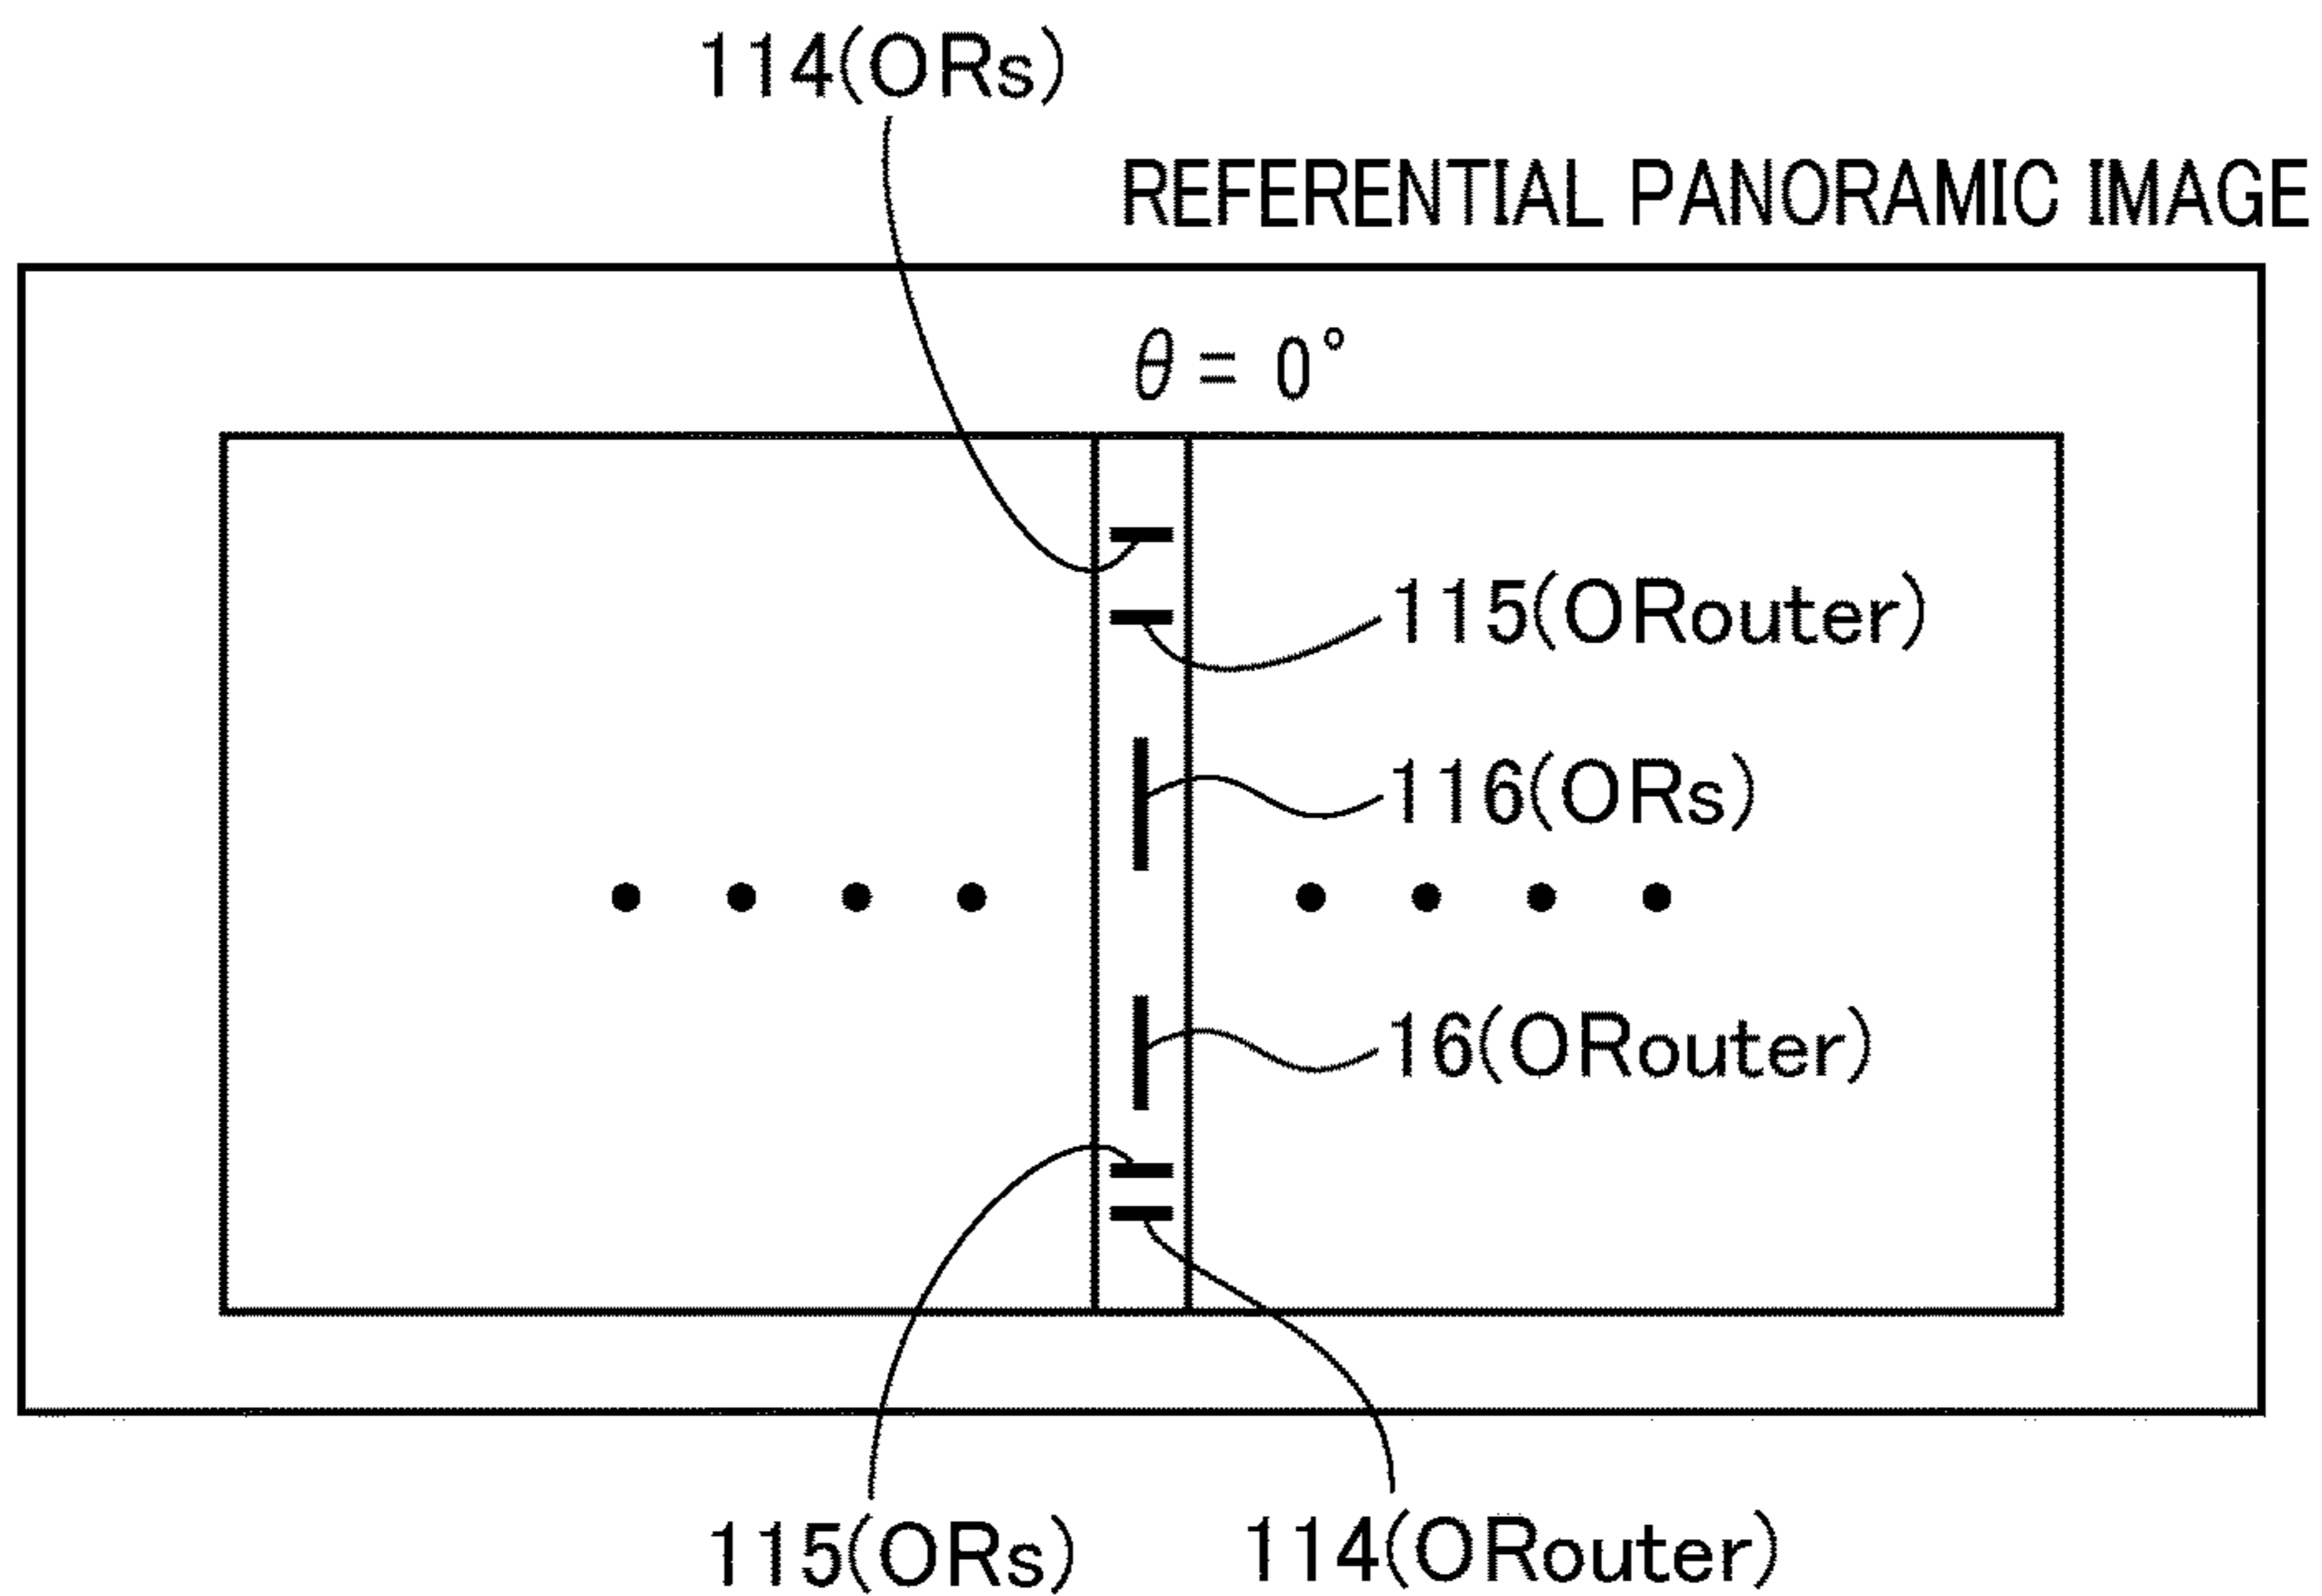 114(ORs)
REFERENTIAL PANORAMIC IMAGE
θ = 0°
115(ORouter)
116(ORs)
16(ORouter)
115(ORs)
114(ORouter)